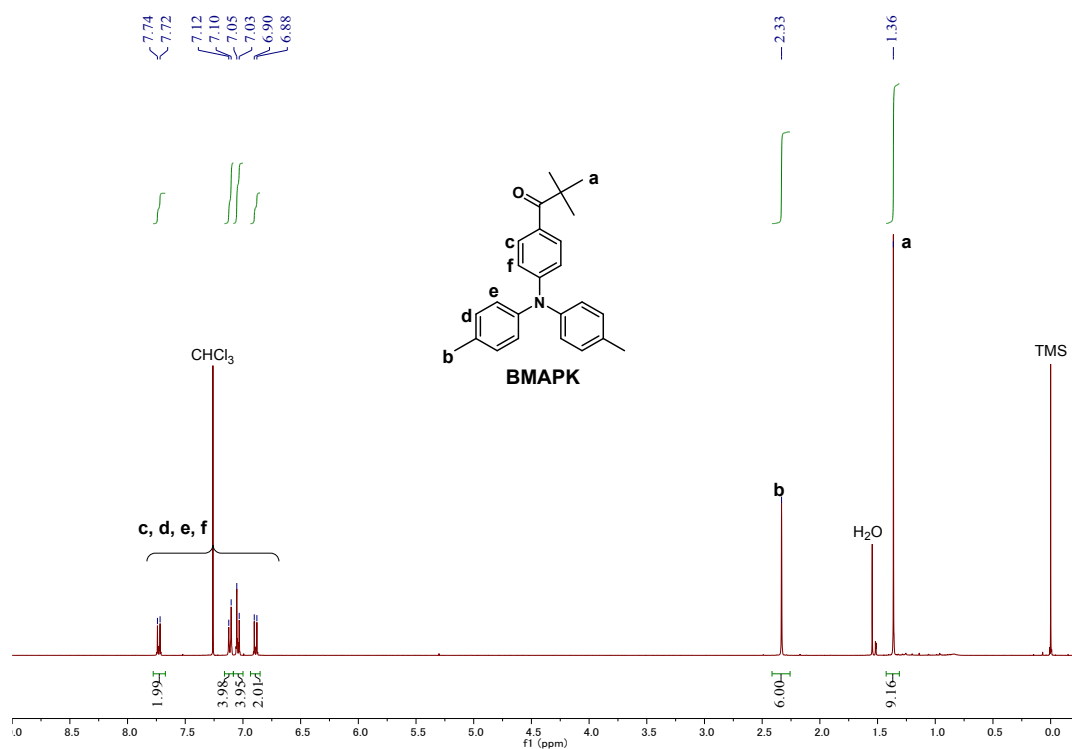 7.74
7.72
7.12
7.10
7.05
7.03
6.90
6.88
2.33
1.36
a
O
c
f
e
N
d
b
BMAPK
a
CHCl3
TMS
b
H2O
c, d, e, f
1.99
3.98
3.95
2.01
6.00
9.16
.0 8.5 8.0 7.5 7.0 6.5 6.0 5.5 5.0 4.5 4.0 3.5 3.0 2.5 2.0 1.5 1.0 0.5 0.0
f1 (ppm)